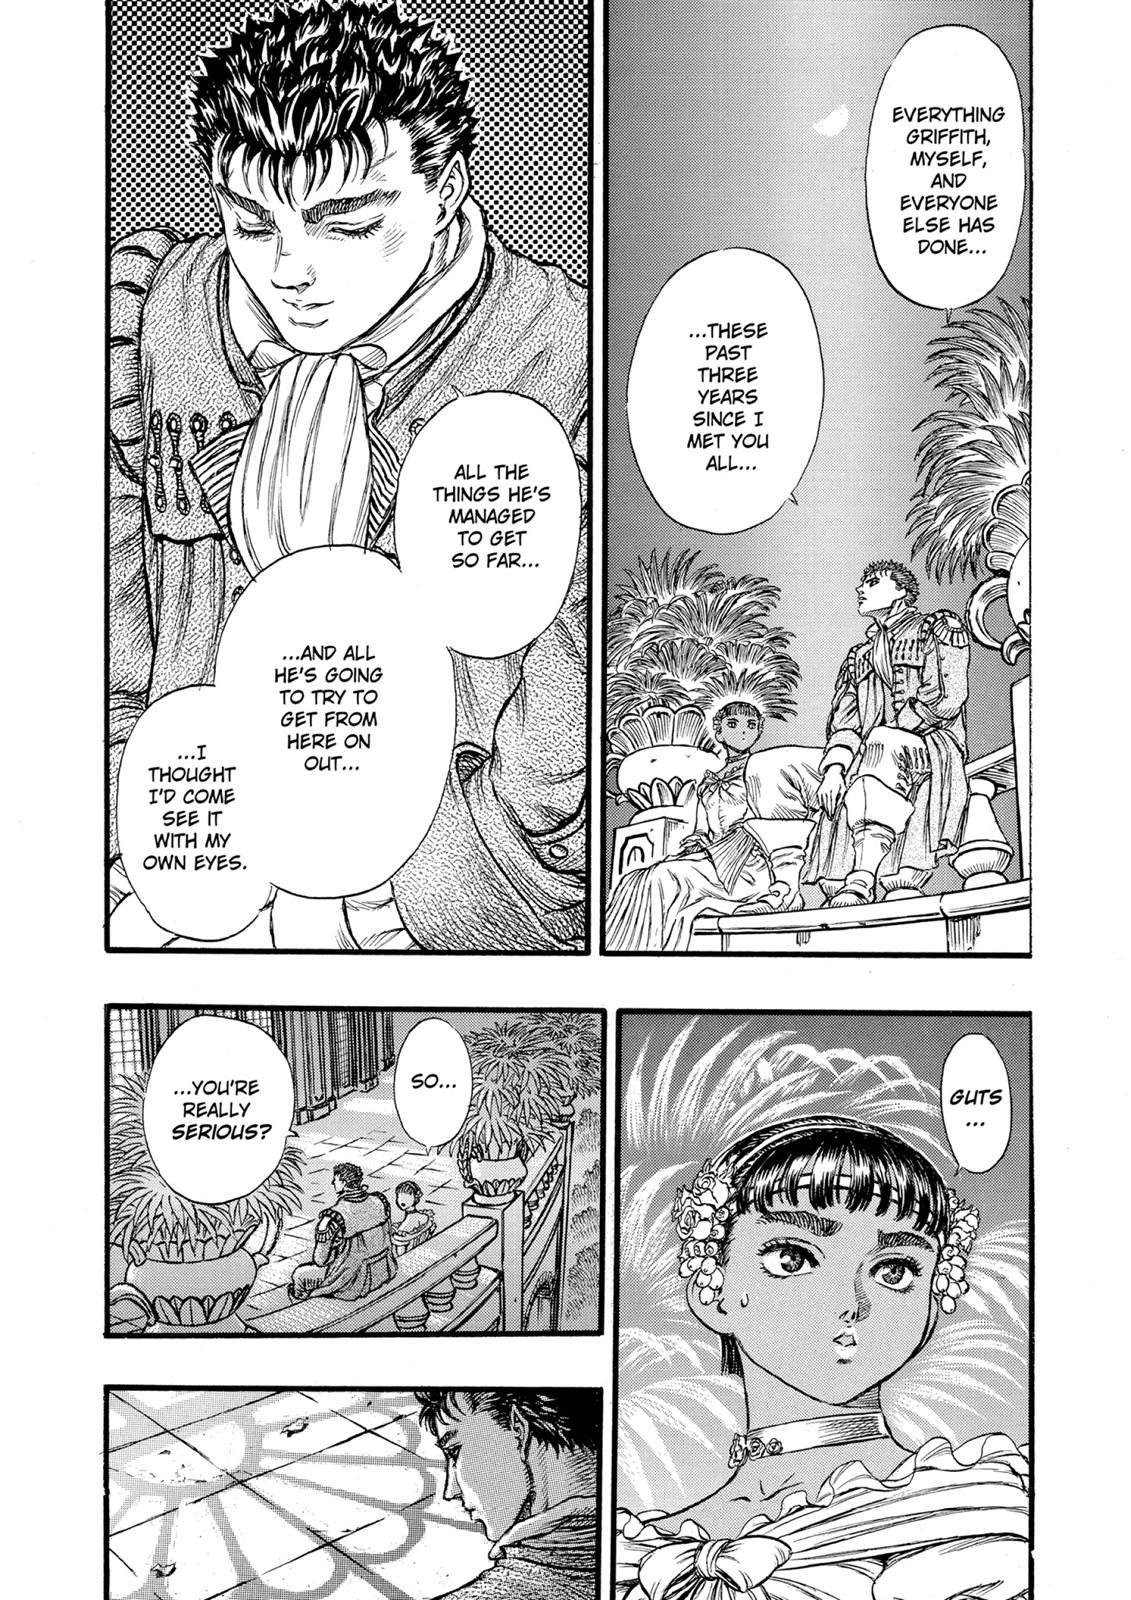 EVERYTHING
GRIFFITH,
MYSELF,
AND
EVERYONE
ELSE HAS
DONE...
...THESE
PAST
THREE
YEARS
SINCE I
MET YOU
ALL...
ALL THE
THINGS HE'S
MANAGED
TO GET
SO FAR...
...AND ALL
HE'S GOING
TO TRY TO
GET FROM
HERE ON
OUT...
...I
THOUGHT
I'D COME
SEE IT
WITH MY
OWN EYES.
GUTS
...
SO...
...YOU'RE
REALLY
SERIOUS?